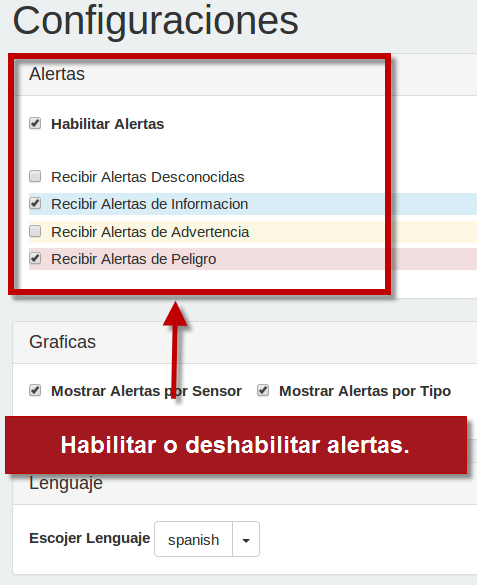 Configuraciones
Alertas
Habilitar Alertas
Recibir Alertas Desconocidas
Recibir Alertas de Informacion
Recibir Alertas de Advertencia
Recibir Alertas de Peligro
Graficas
Mostrar Alertas por Sensor Mostrar Alertas por Tipo
Habilitar o deshabilitar alertas.
Lenguaje
Escojer Lenguaje spanish